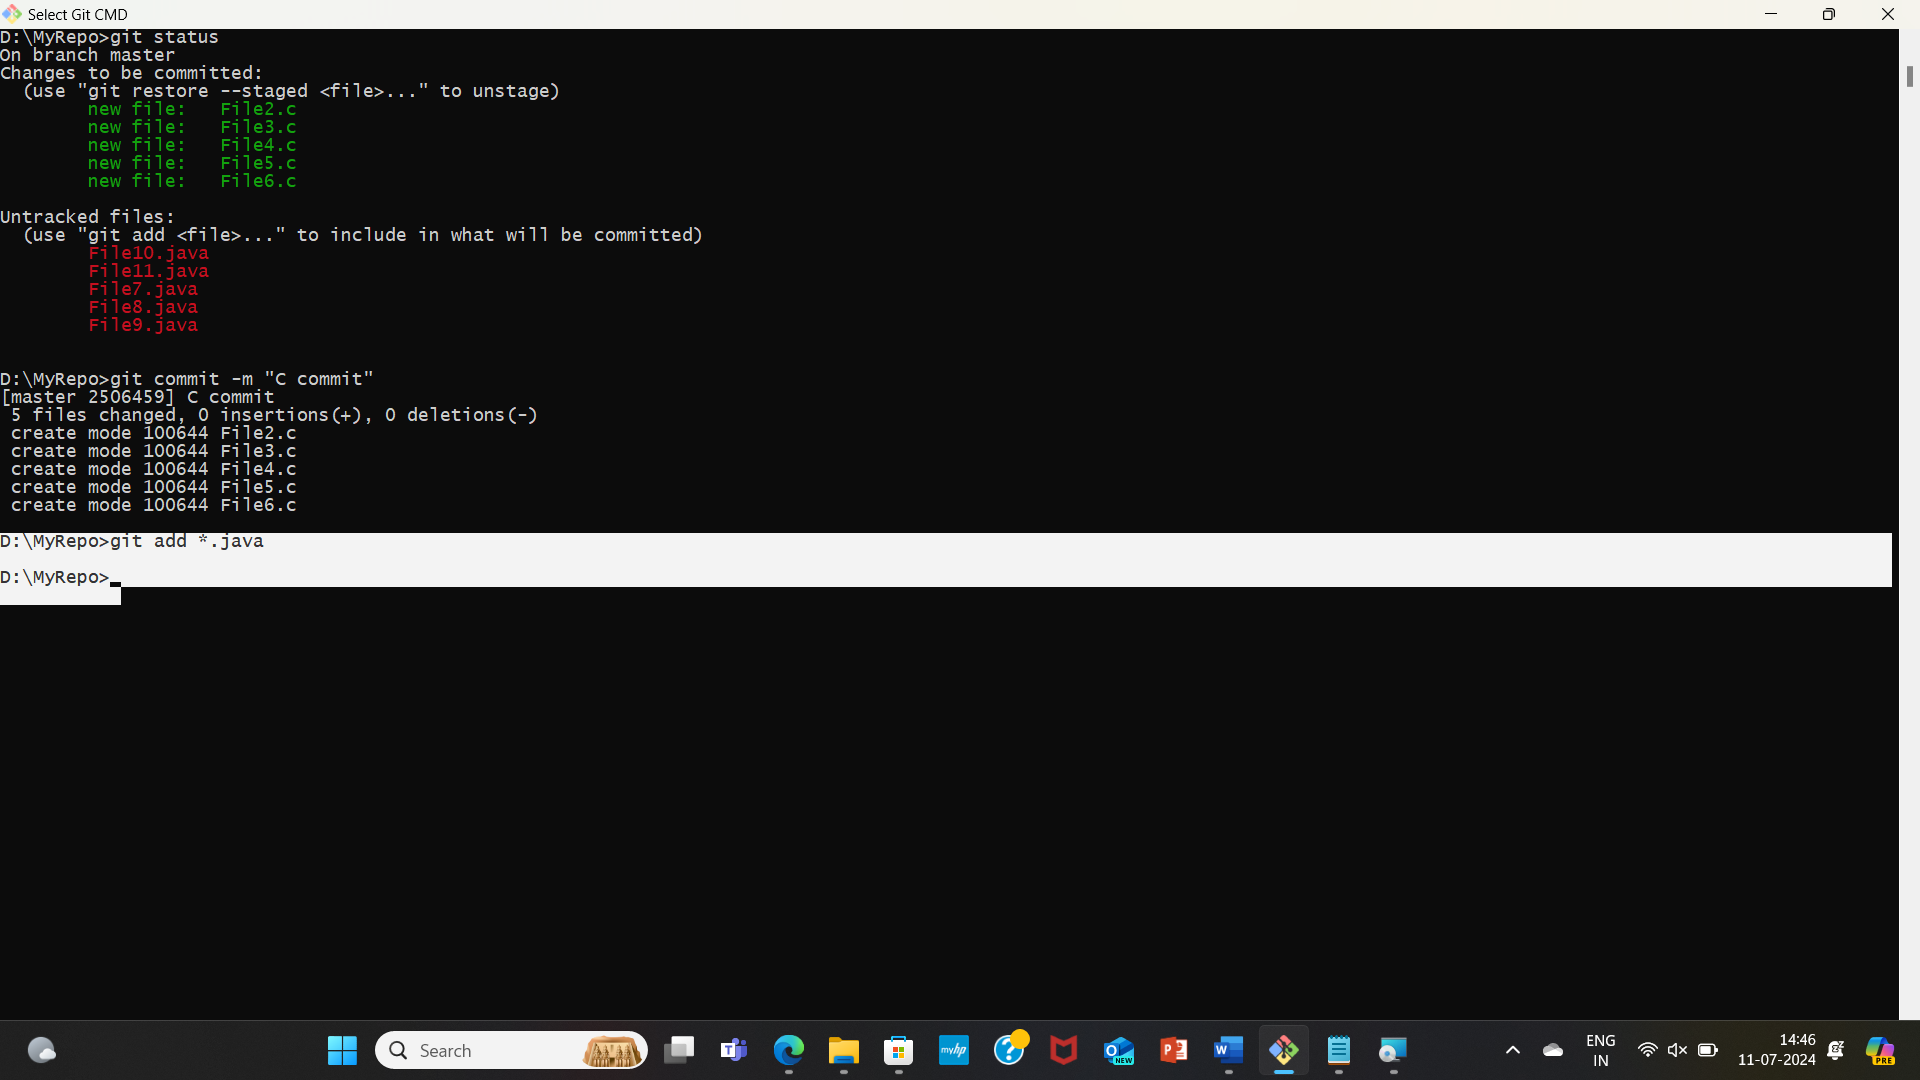 Select Git CMD
D:\MyRepo>git status
On branch master
Changes to be committed:
  (use "git restore --staged <file>..." to unstage)
        new file:   File2.c
        new file:   File3.c
        new file:   File4.c
        new file:   File5.c
        new file:   File6.c
Untracked files:
  (use "git add <file>..." to include in what will be committed)
        File10.java
        File11.java
        File7.java
        File8.java
        File9.java
D:\MyRepo>git commit -m "C commit"
[master 2506459] C commit
 5 files changed, 0 insertions(+), 0 deletions(-)
 create mode 100644 File2.c
 create mode 100644 File3.c
 create mode 100644 File4.c
 create mode 100644 File5.c
 create mode 100644 File6.c
D:\MyRepo>git add *.java
D:\MyRepo>
Search
myhp
NEW
ENG
IN
14:46
11-07-2024
PRE